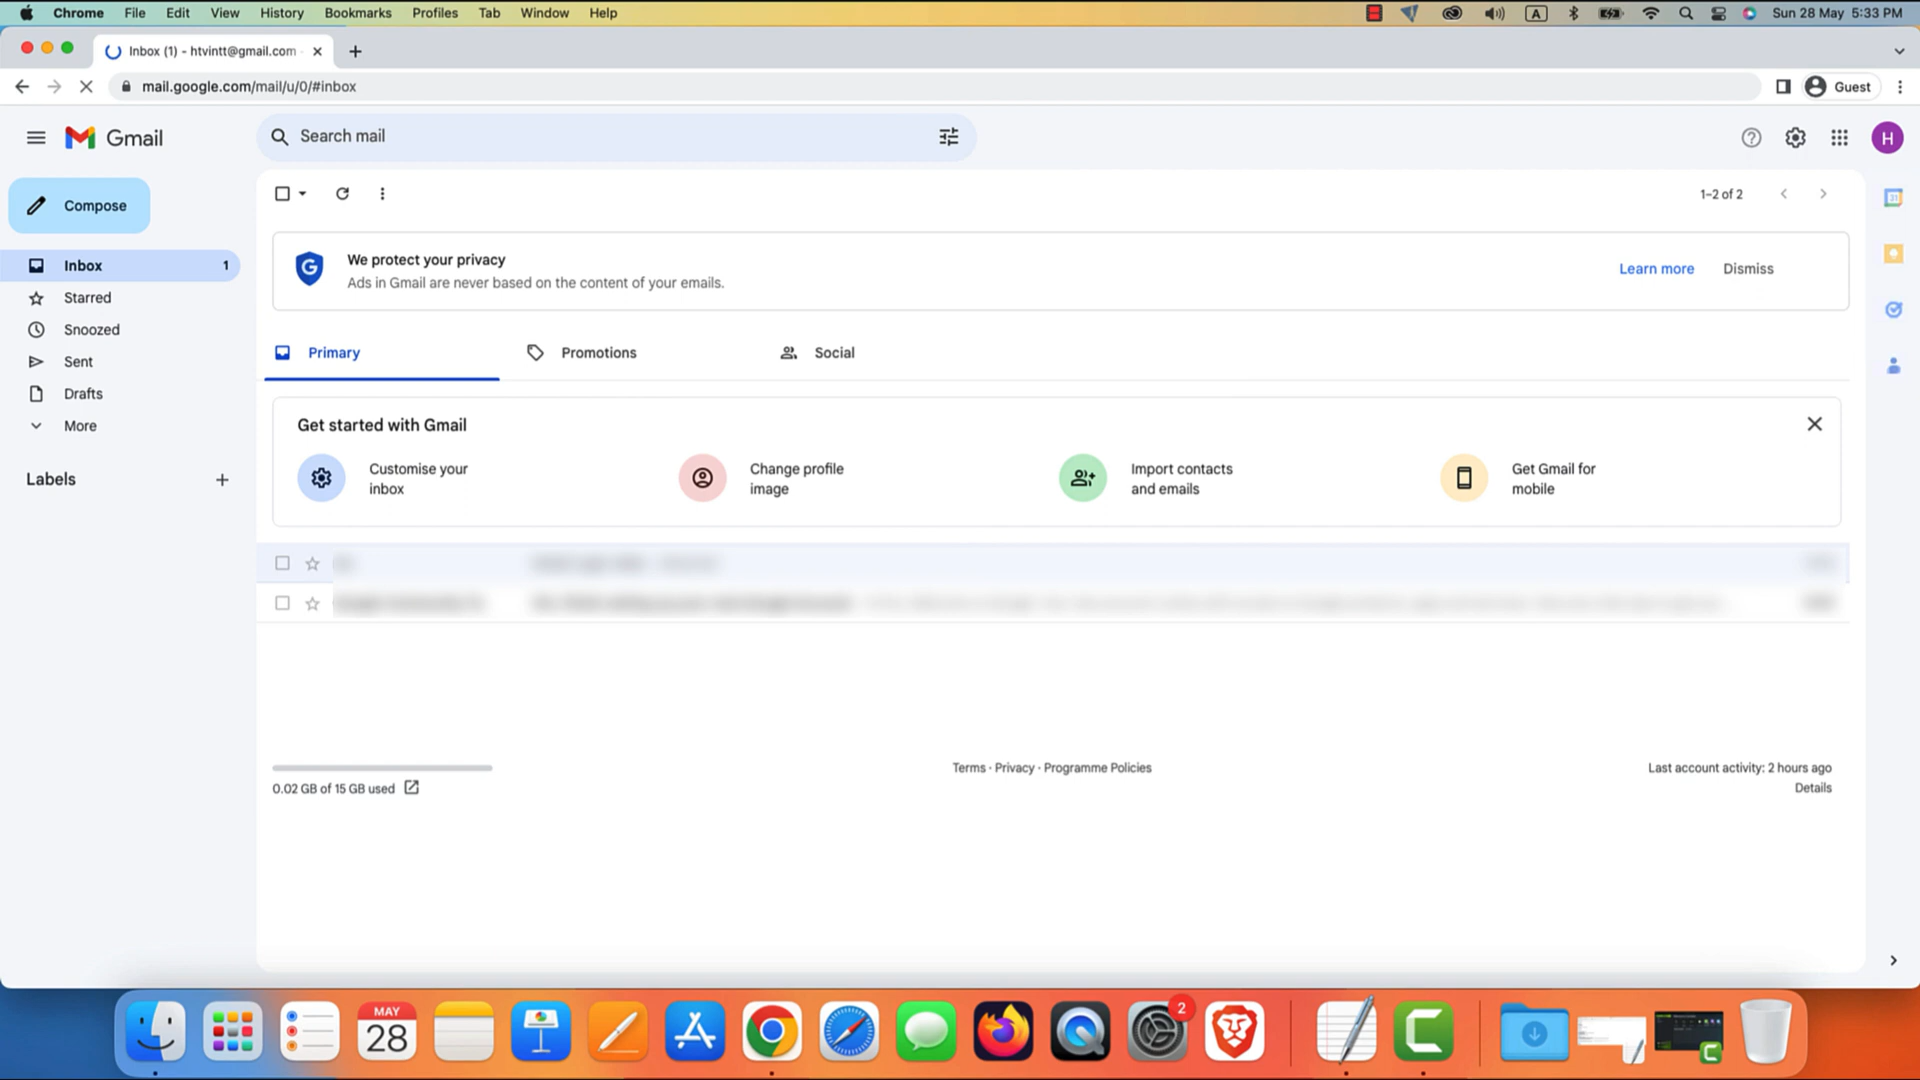 Chrome File Edit View History Bookmarks Profiles Tab Window Help A Sun 28 May 5:33 PM
Inbox (1) - htvintt@gmail.com
mail.google.com/mail/u/0/#inbox Guest
Gmail Search mail H
Compose 1–2 of 2 31
We protect your privacy
Ads in Gmail are never based on the content of your emails. Learn more Dismiss
Inbox 1
Starred
Snoozed
Sent
Drafts
More
Labels
Primary Promotions Social
Get started with Gmail
Customise your inbox
Change profile image
Import contacts and emails
Get Gmail for mobile
0.02 GB of 15 GB used
Terms · Privacy · Programme Policies
Last account activity: 2 hours ago
Details
MAY
28
2